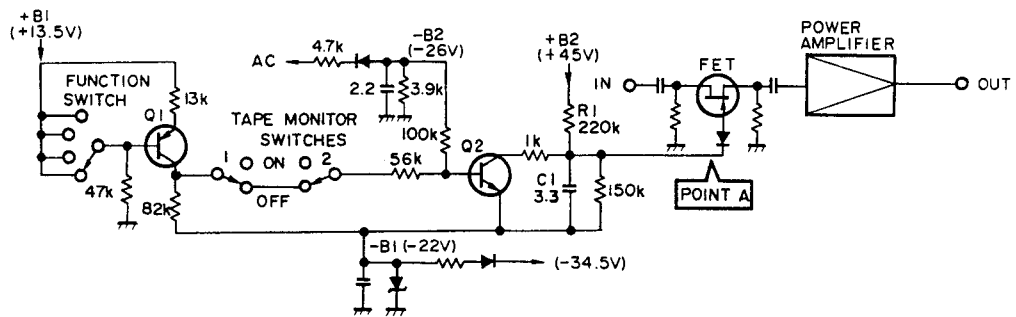 +B1
(+13.5V)
FUNCTION
SWITCH
Q1
13k
47k
82k
TAPE MONITOR
SWITCHES
1
ON
2
OFF
AC
4.7k
-B2
(-26V)
2.2
3.9k
100k
56k
Q2
+B2
(+45V)
R1
220k
1k
C1
3.3
150k
-B1 (-22V)
(-34.5V)
IN
FET
POINT A
POWER
AMPLIFIER
OUT